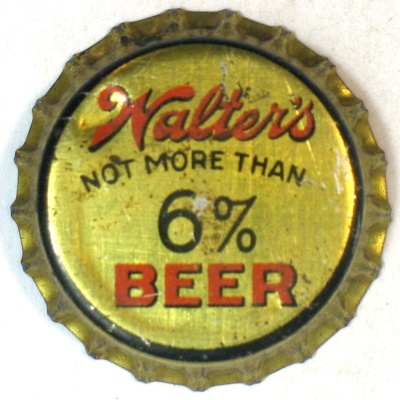 Walter's
NOT MORE THAN
6%
BEER